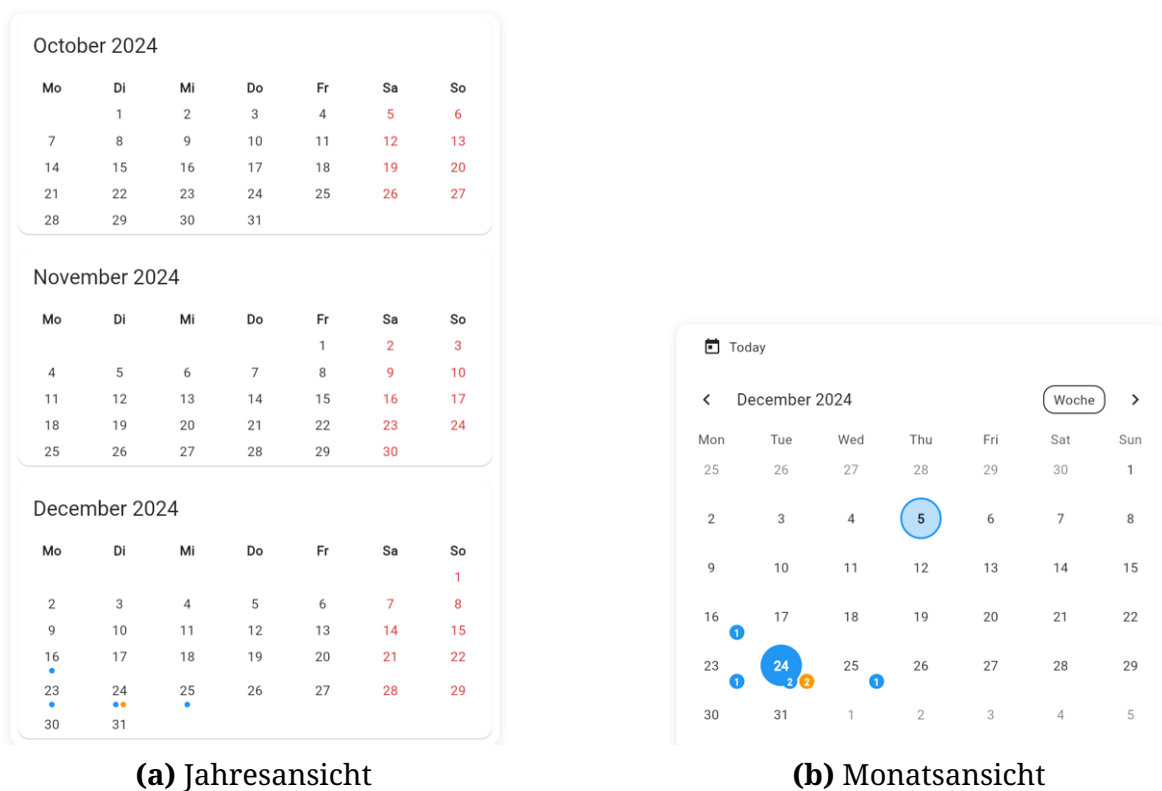 October 2024
Mo Di Mi Do Fr Sa So
1 2 3 4 5 6
7 8 9 10 11 12 13
14 15 16 17 18 19 20
21 22 23 24 25 26 27
28 29 30 31
November 2024
Mo Di Mi Do Fr Sa So
1 2 3
4 5 6 7 8 9 10
11 12 13 14 15 16 17
18 19 20 21 22 23 24
25 26 27 28 29 30
December 2024
Mo Di Mi Do Fr Sa So
1
2 3 4 5 6 7 8
9 10 11 12 13 14 15
16 17 18 19 20 21 22
23 24 25 26 27 28 29
30 31
(a) Jahresansicht
Today
December 2024 Woche
Mon Tue Wed Thu Fri Sat Sun
25 26 27 28 29 30 1
2 3 4 5 6 7 8
9 10 11 12 13 14 15
16 17 18 19 20 21 22
1
23 24 25 26 27 28 29
1 2 2 1
30 31 1 2 3 4 5
(b) Monatsansicht